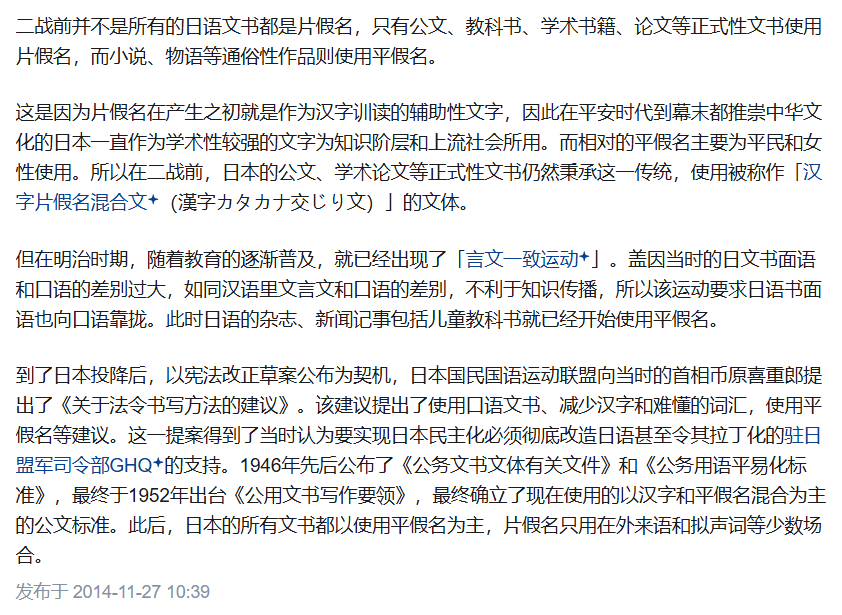 二战前并不是所有的日语文书都是片假名，只有公文、教科书、学术书籍、论文等正式性文书使用
片假名，而小说、物语等通俗性作品则使用平假名。
这是因为片假名在产生之初就是作为汉字训读的辅助性文字，因此在平安时代到幕末都推崇中华文
化的日本一直作为学术性较强的文字为知识阶层和上流社会所用。而相对的平假名主要为平民和女
性使用。所以在二战前，日本的公文、学术论文等正式性文书仍然秉承这一传统，使用被称作「汉
字片假名混合文（漢字カタカナ交じり文）」的文体。
但在明治时期，随着教育的逐渐普及，就已经出现了「言文一致运动」。盖因当时的日文书面语
和口语的差别过大，如同汉语里文言文和口语的差别，不利于知识传播，所以该运动要求日语书面
语也向口语靠拢。此时日语的杂志、新闻记事包括儿童教科书就已经开始使用平假名。
到了日本投降后，以宪法改正草案公布为契机，日本国民国语运动联盟向当时的首相币原喜重郎提
出了《关于法令书写方法的建议》。该建议提出了使用口语文书、减少汉字和难懂的词汇，使用平
假名等建议。这一提案得到了当时认为要实现日本民主化必须彻底改造日语甚至令其拉丁化的驻日
盟军司令部GHQ的支持。1946年先后公布了《公务文书文体有关文件》和《公务用语平易化标
准》，最终于1952年出台《公用文书写作要领》，最终确立了现在使用的以汉字和平假名混合为主
的公文标准。此后，日本的所有文书都以使用平假名为主，片假名只用在外来语和拟声词等少数场
合。
发布于 2014-11-27 10:39